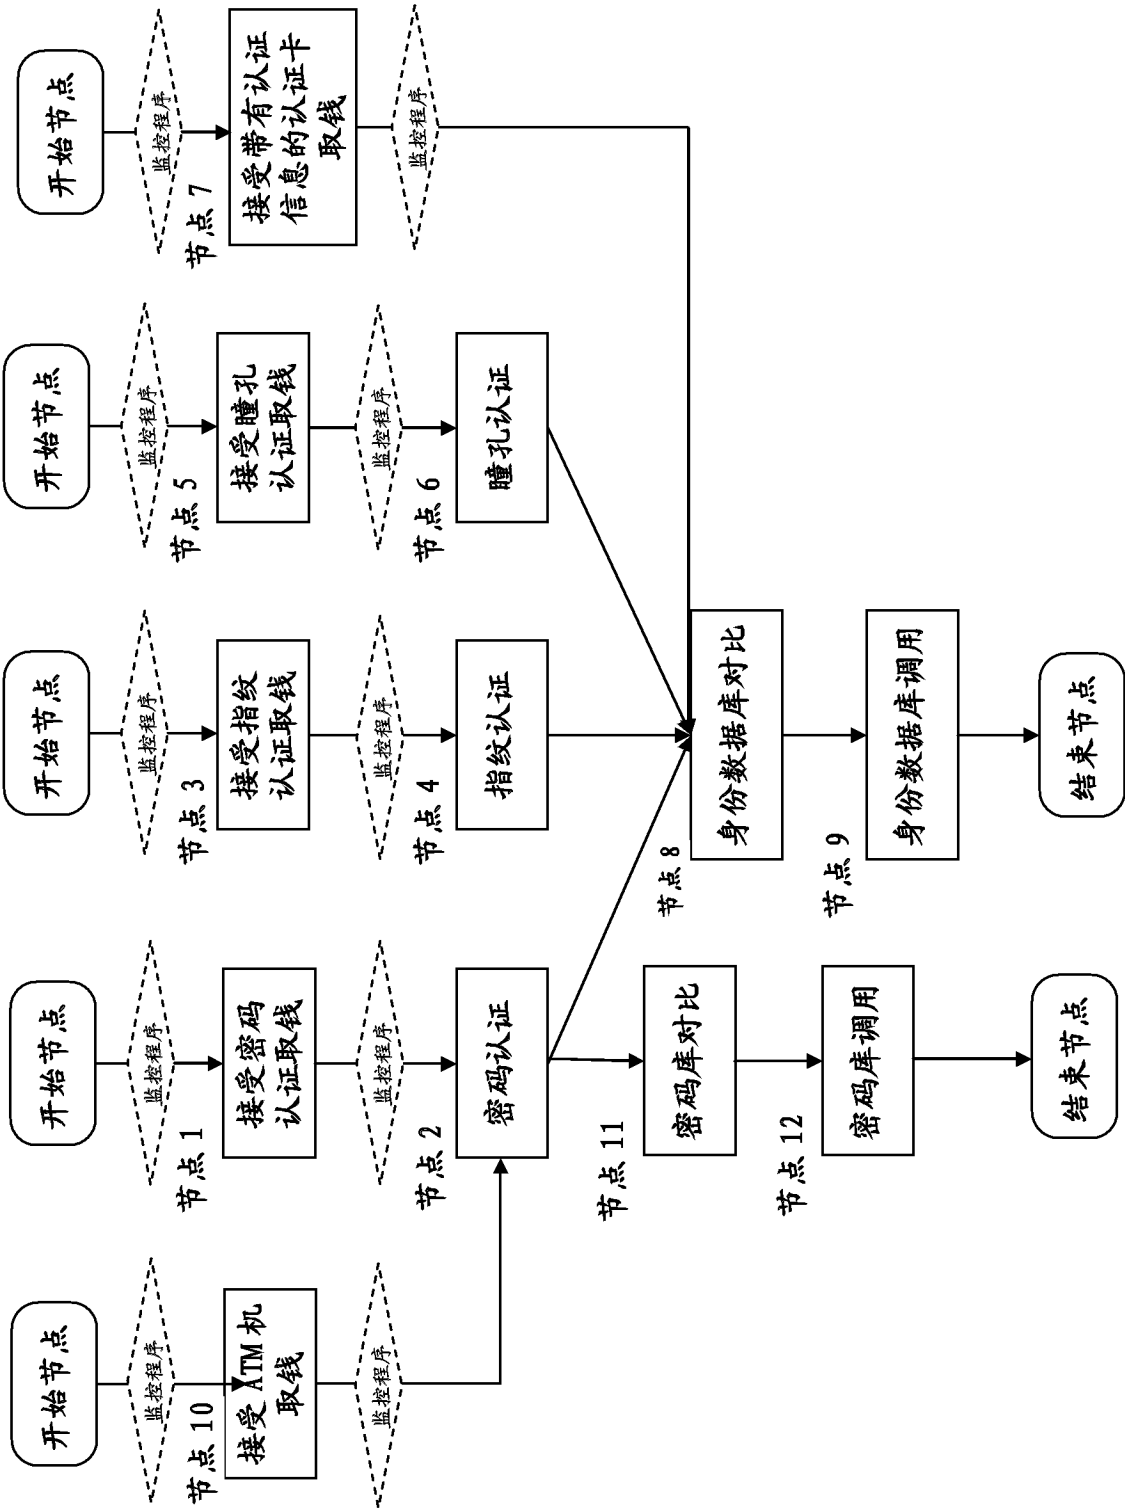 开始节点
开始节点
开始节点
开始节点
开始节点
监控程序
监控程序
监控程序
监控程序
监控程序
节点 10
节点 1
节点 3
节点 5
节点 7
接受 ATM 机
取钱
接受密码
认证取钱
接受指纹
认证取钱
接受瞳孔
认证取钱
接受带有认证
信息的认证卡
取钱
监控程序
监控程序
监控程序
监控程序
监控程序
节点 2
节点 4
节点 6
密码认证
指纹认证
瞳孔认证
节点 11
节点 8
密码库对比
身份数据库对比
节点 12
节点 9
密码库调用
身份数据库调用
结束节点
结束节点